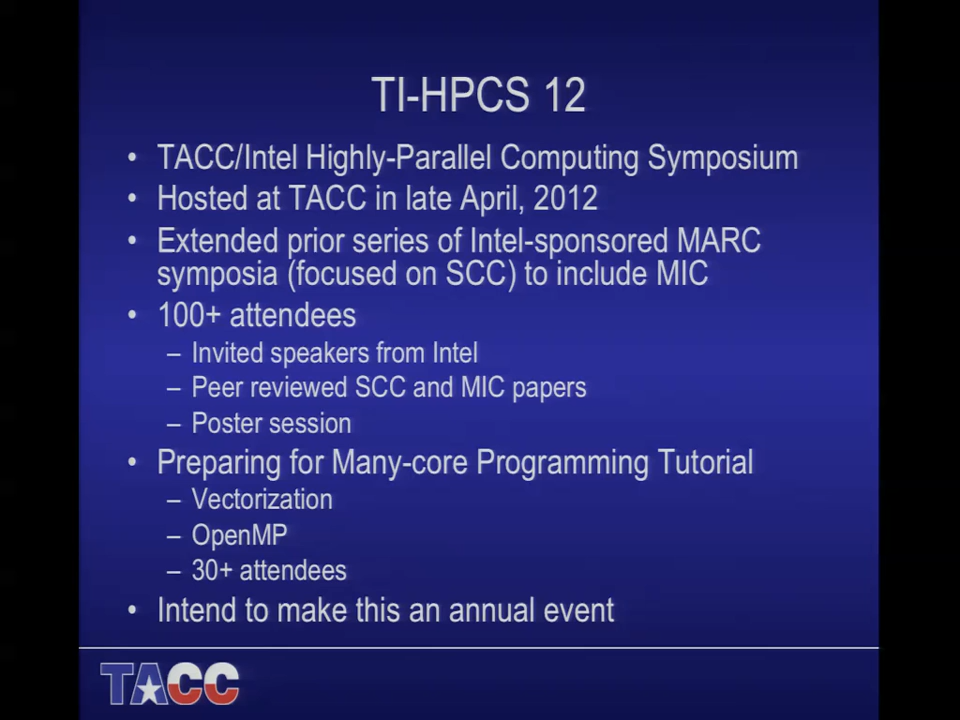 TI-HPCS 12
• TACC/Intel Highly-Parallel Computing Symposium
• Hosted at TACC in late April, 2012
• Extended prior series of Intel-sponsored MARC
symposia (focused on SCC) to include MIC
• 100+ attendees
– Invited speakers from Intel
– Peer reviewed SCC and MIC papers
– Poster session
• Preparing for Many-core Programming Tutorial
– Vectorization
– OpenMP
– 30+ attendees
• Intend to make this an annual event
TACC